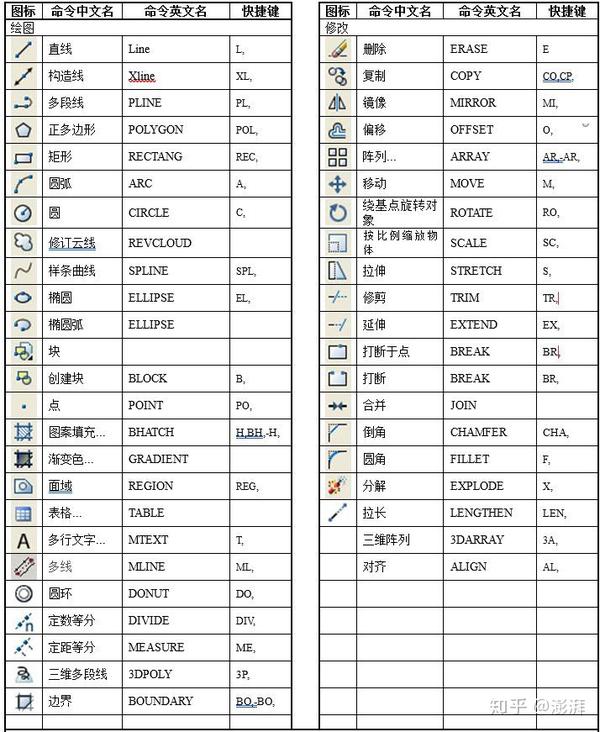 图标 命令中文名 命令英文名 快捷键
绘图
直线 Line L,
构造线 Xline XL,
多段线 PLINE PL,
正多边形 POLYGON POL,
矩形 RECTANG REC,
圆弧 ARC A,
圆 CIRCLE C,
修订云线 REVCLOUD
样条曲线 SPLINE SPL,
椭圆 ELLIPSE EL,
椭圆弧 ELLIPSE
块
创建块 BLOCK B,
点 POINT PO,
图案填充... BHATCH H,BH,-H,
渐变色... GRADIENT
面域 REGION REG,
表格... TABLE
A 多行文字... MTEXT T,
多线 MLINE ML,
圆环 DONUT DO,
定数等分 DIVIDE DIV,
定距等分 MEASURE ME,
三维多段线 3DPOLY 3P,
边界 BOUNDARY BO,-BO,
图标 命令中文名 命令英文名 快捷键
修改
删除 ERASE E
复制 COPY CO,CP,
镜像 MIRROR MI,
偏移 OFFSET O,
阵列... ARRAY AR,-AR,
移动 MOVE M,
绕基点旋转对
象 ROTATE RO,
按比例缩放物
体 SCALE SC,
拉伸 STRETCH S,
修剪 TRIM TR,
延伸 EXTEND EX,
打断于点 BREAK BR,
打断 BREAK BR,
合并 JOIN
倒角 CHAMFER CHA,
圆角 FILLET F,
分解 EXPLODE X,
拉长 LENGTHEN LEN,
三维阵列 3DARRAY 3A,
对齐 ALIGN AL,
知乎 @澎湃